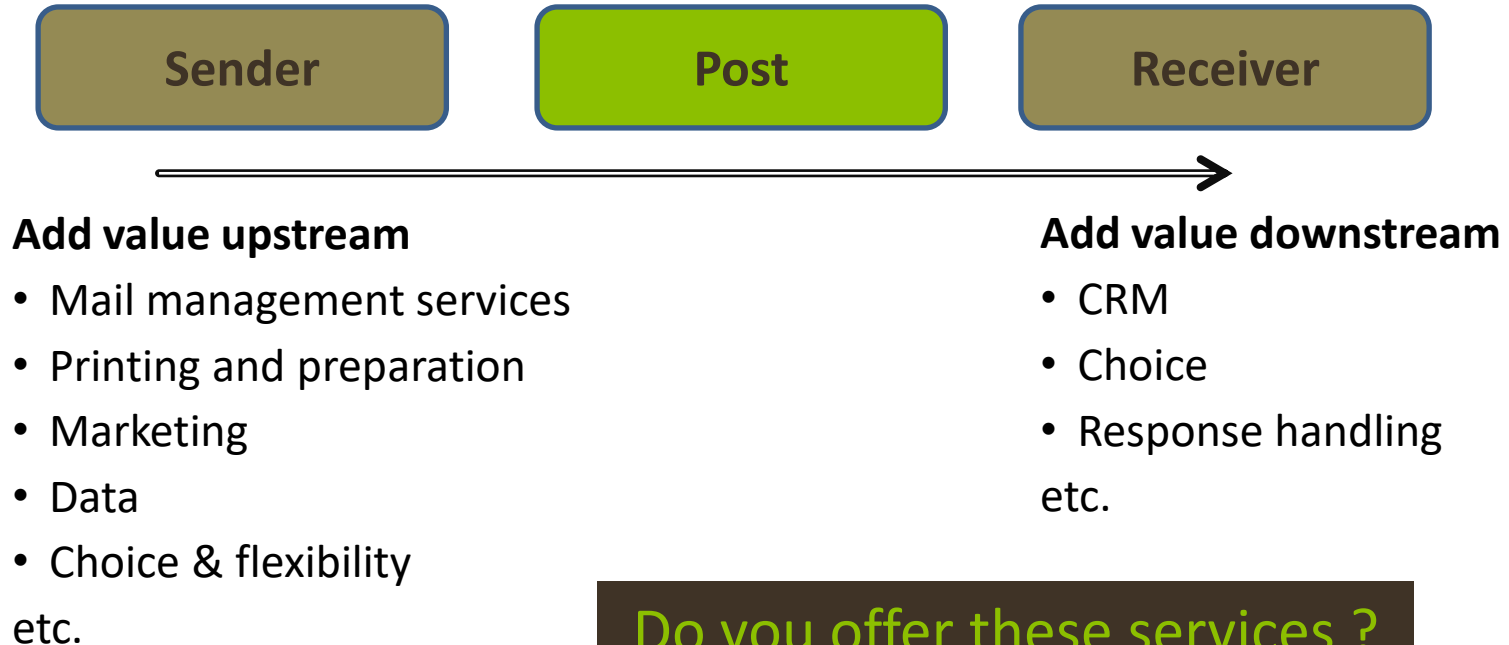 Sender
Post
Receiver
Add value upstream
• Mail management services
• Printing and preparation
• Marketing
• Data
• Choice & flexibility
etc.
Add value downstream
• CRM
• Choice
• Response handling
etc.
Do you offer these services ?